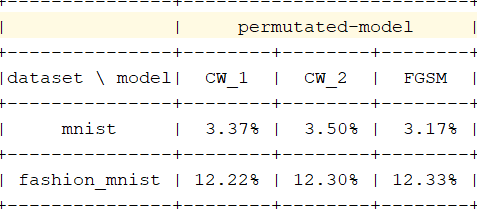 +-----------------+--------+--------+--------+
|                 |     permutated-model     |
+-----------------+--------+--------+--------+
|dataset \ model|  CW_1  |  CW_2  |  FGSM  |
+-----------------+--------+--------+--------+
|     mnist     |  3.37% |  3.50% |  3.17% |
+-----------------+--------+--------+--------+
| fashion_mnist | 12.22% | 12.30% | 12.33% |